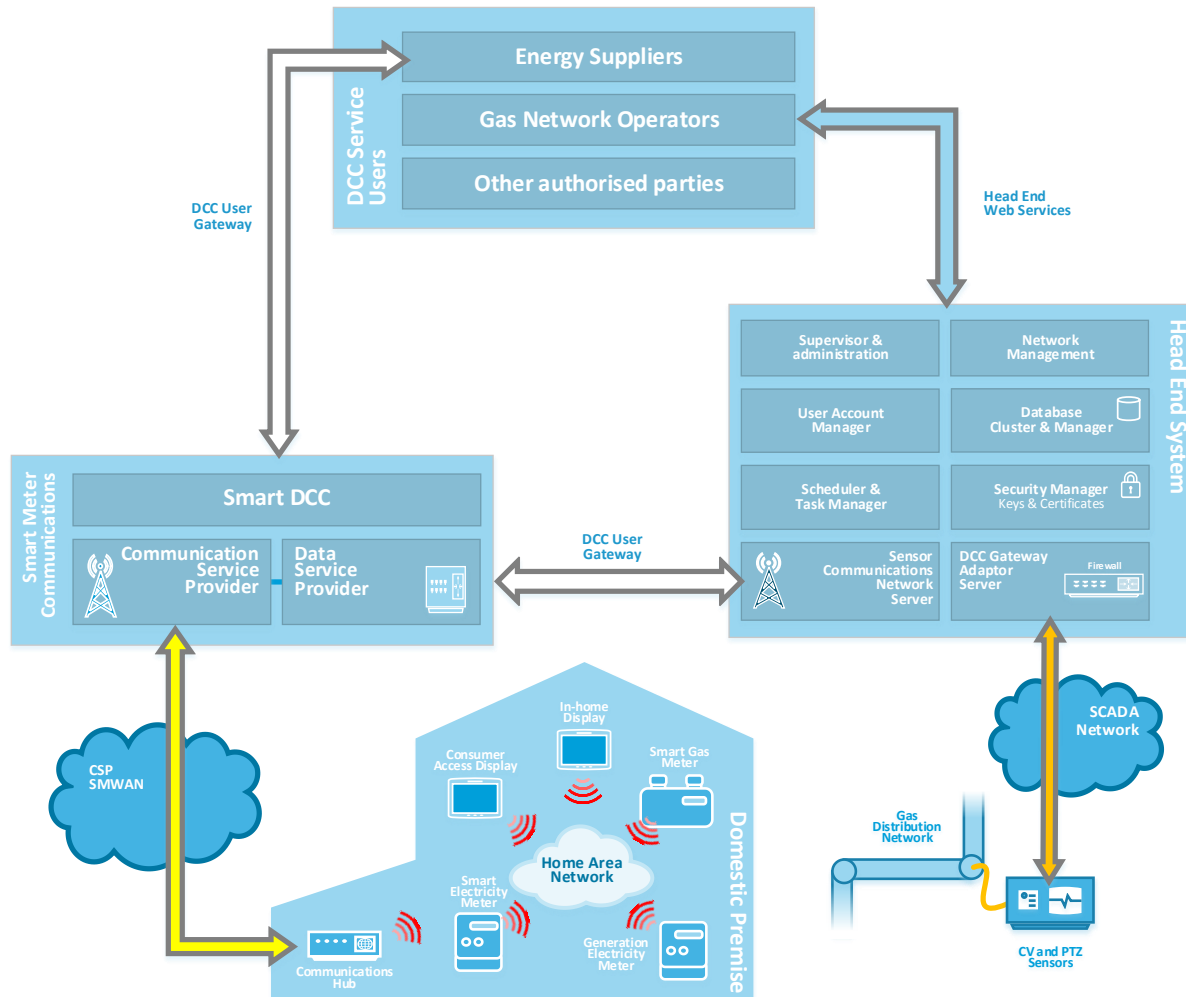 Energy Suppliers
Gas Network Operators
Other authorised parties
DCC Service
Users
DCC User
Gateway
Head End
Web Services
Head End System
Supervisor &
administration
Network
Management
User Account
Manager
Database
Cluster & Manager
Scheduler &
Task Manager
Security Manager
Keys & Certificates
Sensor
Communications
Network
Server
DCC Gateway
Adaptor
Server
Firewall
Smart Meter
Communications
Smart DCC
Communication
Service
Provider
Data
Service
Provider
DCC User
Gateway
CSP
SMWAN
SCADA
Network
In-home
Display
Consumer
Access Display
Smart Gas
Meter
Home Area
Network
Smart
Electricity
Meter
Generation
Electricity
Meter
Communications
Hub
Domestic Premise
Gas
Distribution
Network
CV and PTZ
Sensors